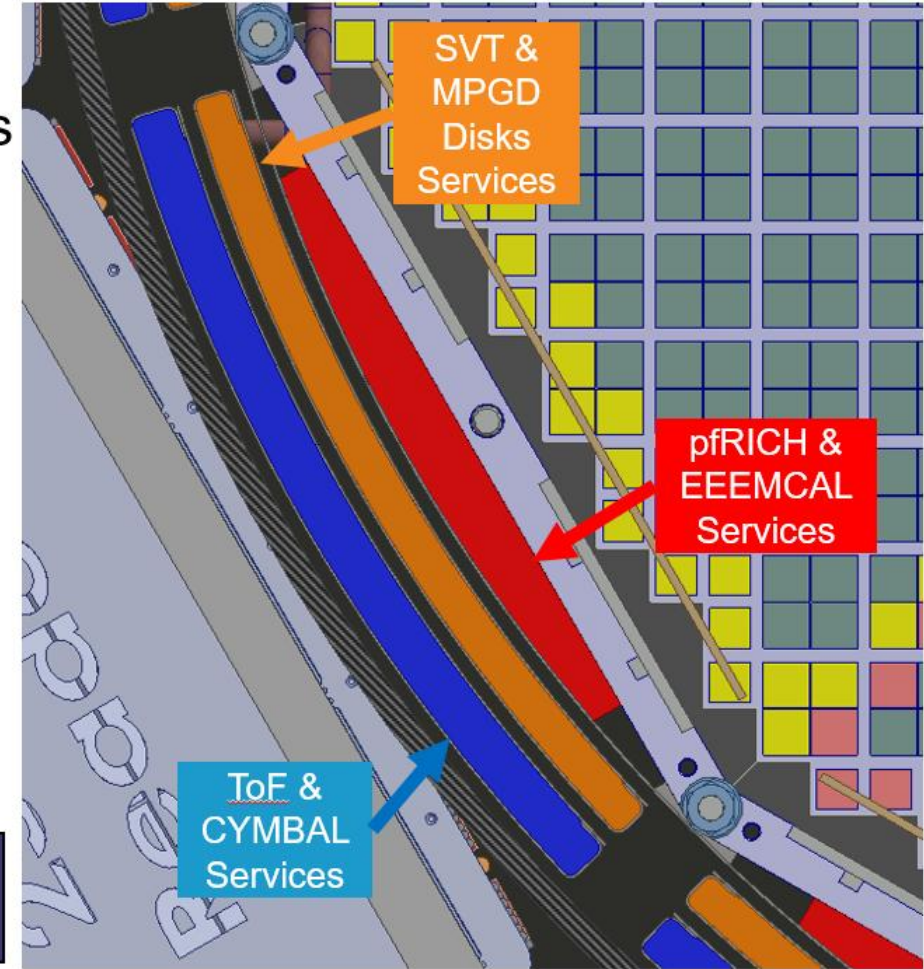 s
SVT &
MPGD
Disks
Services
pfRICH &
EEEMCAL
Services
ToF &
CYMBAL
Services